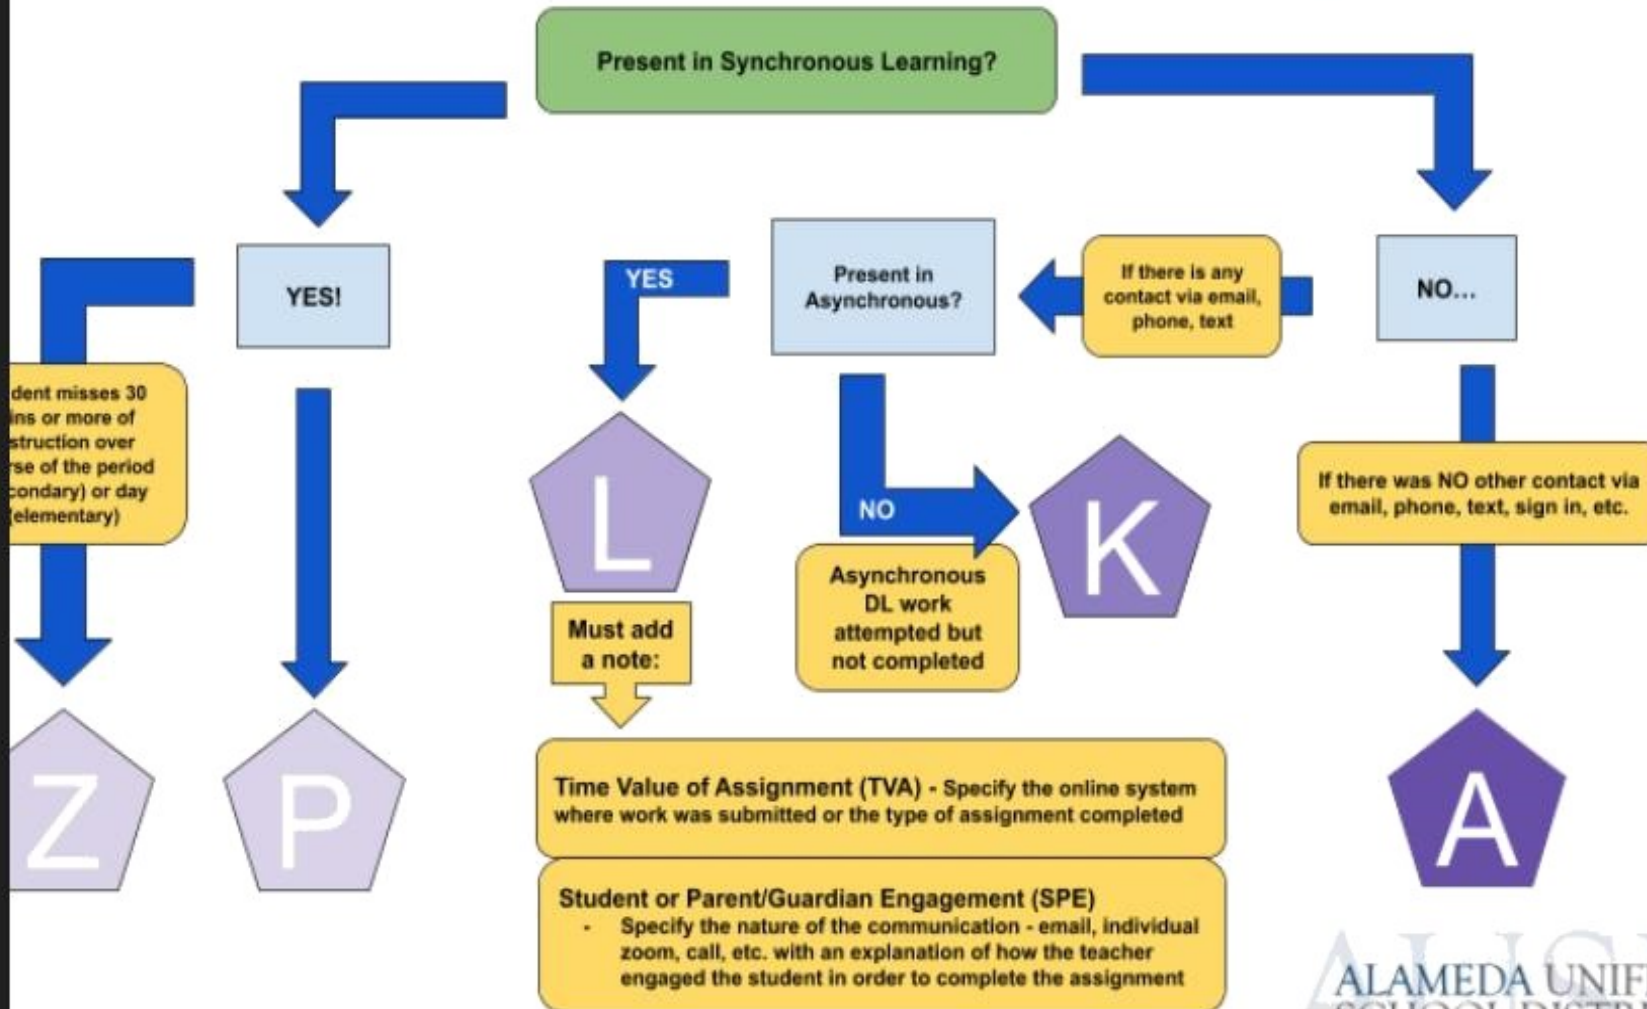 Present in Synchronous Learning?
YES!
YES
Present in
Asynchronous?
If there is any
contact via email,
phone, text
NO...
dent misses 30
ins or more of
struction over
rse of the period
condary) or day
(elementary)
L
NO
K
If there was NO other contact via
email, phone, text, sign in, etc.
Asynchronous
DL work
attempted but
not completed
Must add
a note:
Z
P
A
Time Value of Assignment (TVA) - Specify the online system
where work was submitted or the type of assignment completed
Student or Parent/Guardian Engagement (SPE)
- Specify the nature of the communication - email, individual
zoom, call, etc. with an explanation of how the teacher
engaged the student in order to complete the assignment
ALAMEDA UNIF